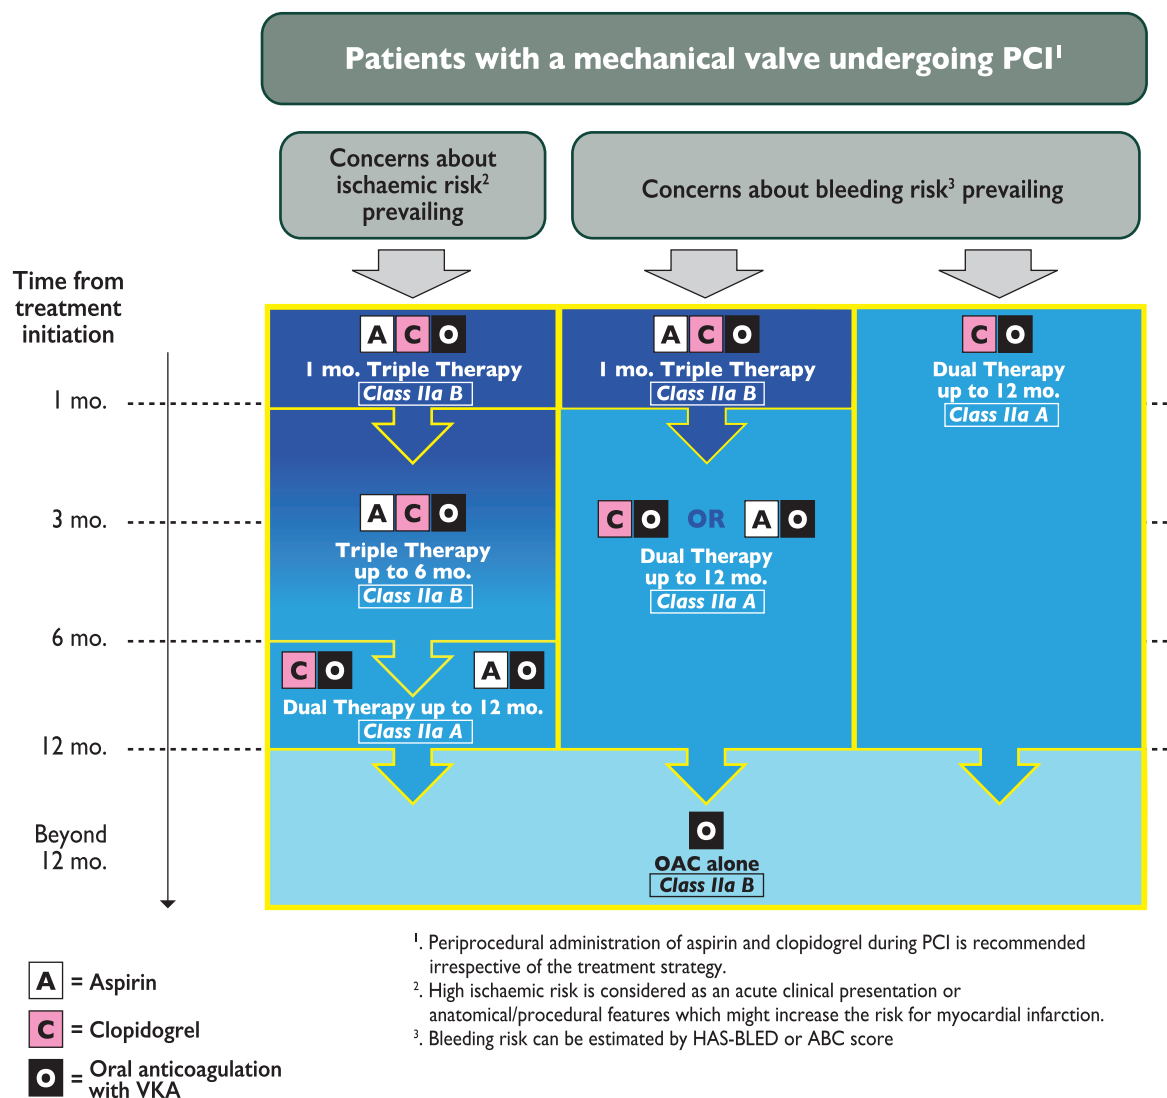 Patients with a mechanical valve undergoing PCI¹
Concerns about
ischaemic risk²
prevailing
Concerns about bleeding risk³ prevailing
Time from
treatment
initiation
A C O
1 mo. Triple Therapy
Class IIa B
A C O
1 mo. Triple Therapy
Class IIa B
C O
Dual Therapy
up to 12 mo.
Class IIa A
1 mo.
3 mo.
A C O
Triple Therapy
up to 6 mo.
Class IIa B
C O OR A O
Dual Therapy
up to 12 mo.
Class IIa A
6 mo.
C O
A O
Dual Therapy up to 12 mo.
Class IIa A
12 mo.
Beyond
12 mo.
O
OAC alone
Class IIa B
A = Aspirin
C = Clopidogrel
O = Oral anticoagulation
with VKA
¹. Periprocedural administration of aspirin and clopidogrel during PCI is recommended
irrespective of the treatment strategy.
². High ischaemic risk is considered as an acute clinical presentation or
anatomical/procedural features which might increase the risk for myocardial infarction.
³. Bleeding risk can be estimated by HAS-BLED or ABC score